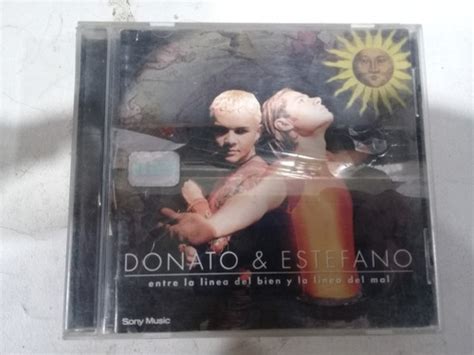 DONATO & ESTEFANO
entre la linea del bien y la linea del mal
Sony Music